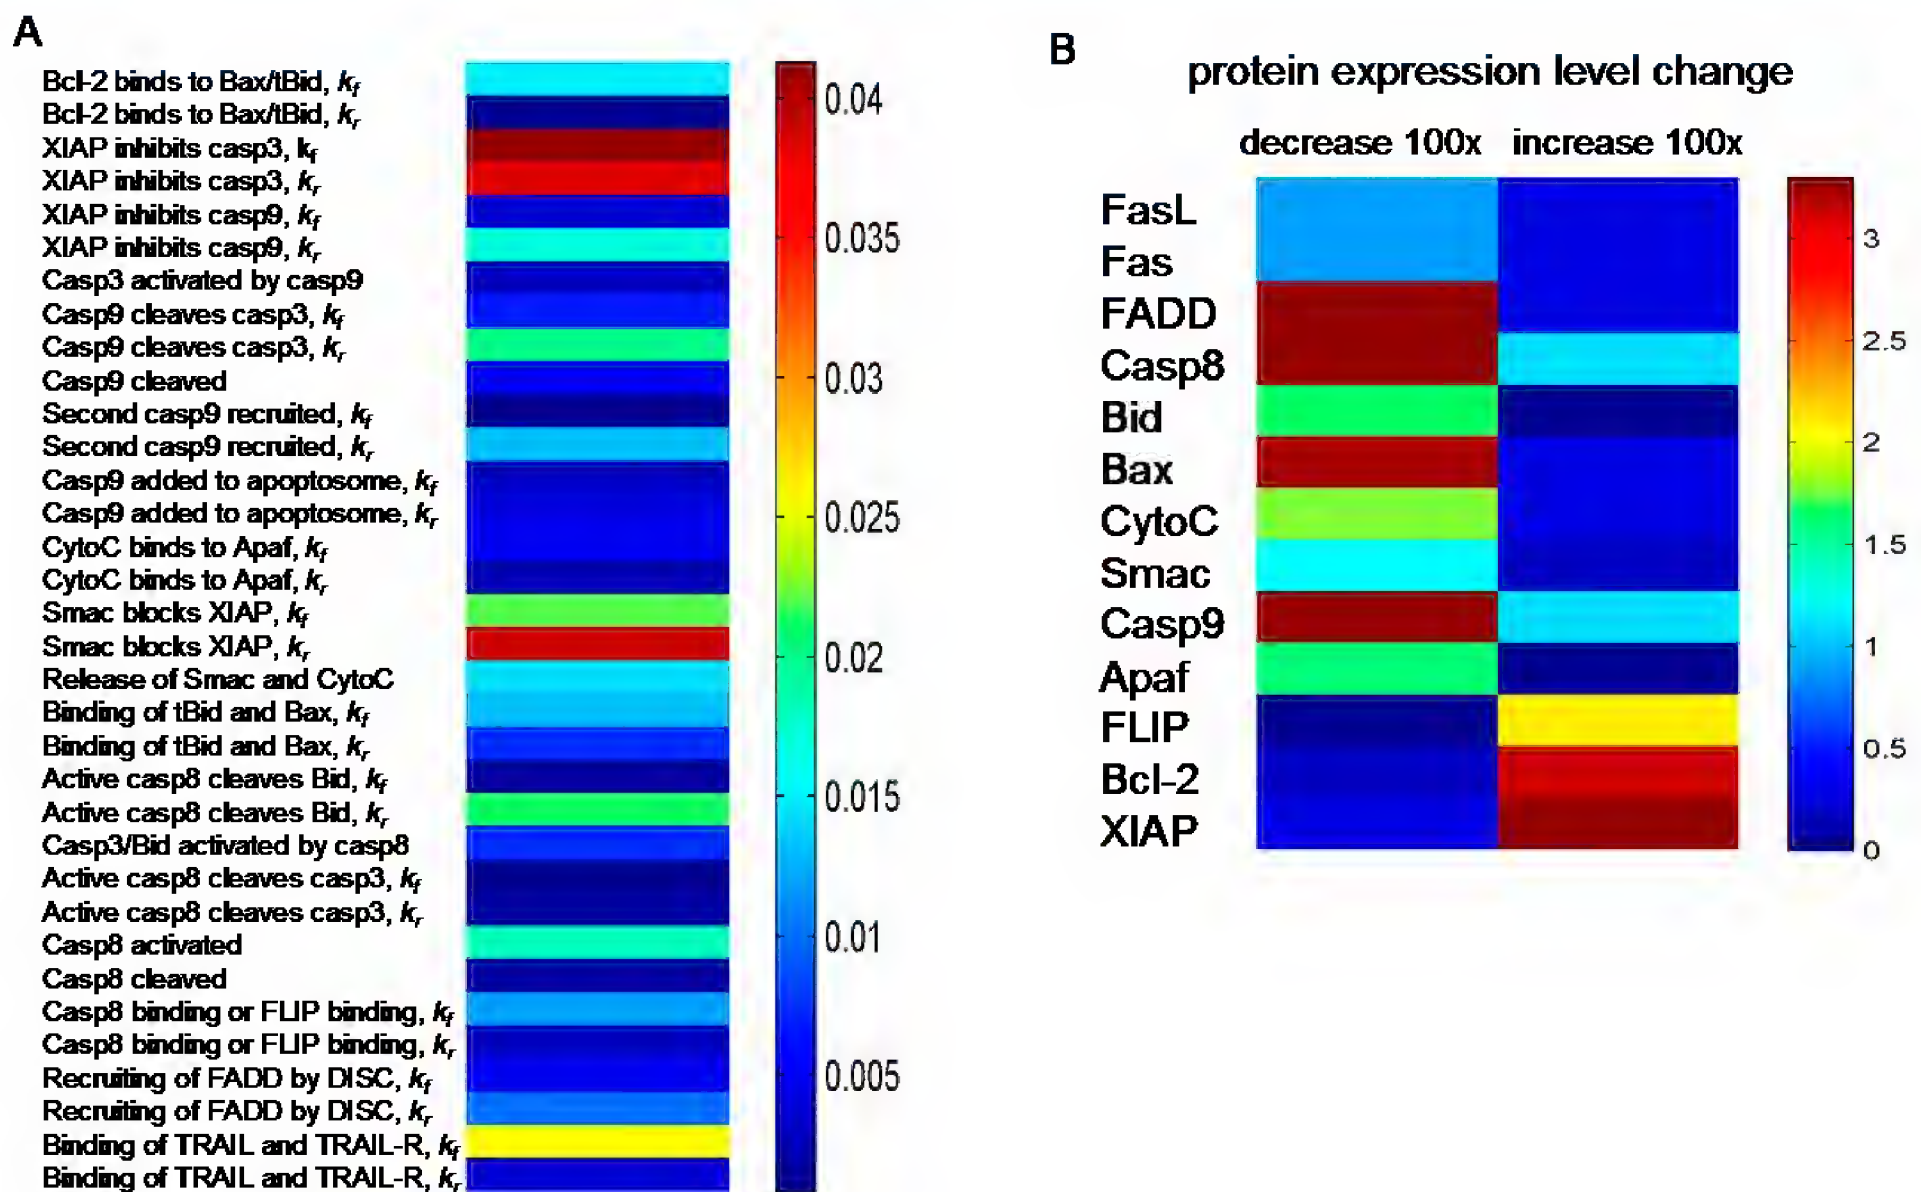 A
Bcl-2 binds to Bax/tBid, kf
Bcl-2 binds to Bax/tBid, kr
XIAP inhibits casp3, kf
XIAP inhibits casp3, kr
XIAP inhibits casp9, kf
XIAP inhibits casp9, kr
Casp3 activated by casp9
Casp9 cleaves casp3, kf
Casp9 cleaves casp3, kr
Casp9 cleaved
Second casp9 recruited, kf
Second casp9 recruited, kr
Casp9 added to apoptosome, kf
Casp9 added to apoptosome, kr
CytoC binds to Apaf, kf
CytoC binds to Apaf, kr
Smac blocks XIAP, kf
Smac blocks XIAP, kr
Release of Smac and CytoC
Binding of tBid and Bax, kf
Binding of tBid and Bax, kr
Active casp8 cleaves Bid, kf
Active casp8 cleaves Bid, kr
Casp3/Bid activated by casp8
Active casp8 cleaves casp3, kf
Active casp8 cleaves casp3, kr
Casp8 activated
Casp8 cleaved
Casp8 binding or FLIP binding, kf
Casp8 binding or FLIP binding, kr
Recruiting of FADD by DISC, kf
Recruiting of FADD by DISC, kr
Binding of TRAIL and TRAIL-R, kf
Binding of TRAIL and TRAIL-R, kr
0.04
0.035
0.03
0.025
0.02
0.015
0.01
0.005
B
protein expression level change
decrease 100x increase 100x
FasL
Fas
FADD
Casp8
Bid
Bax
CytoC
Smac
Casp9
Apaf
FLIP
Bcl-2
XIAP
3
2.5
2
1.5
1
0.5
0